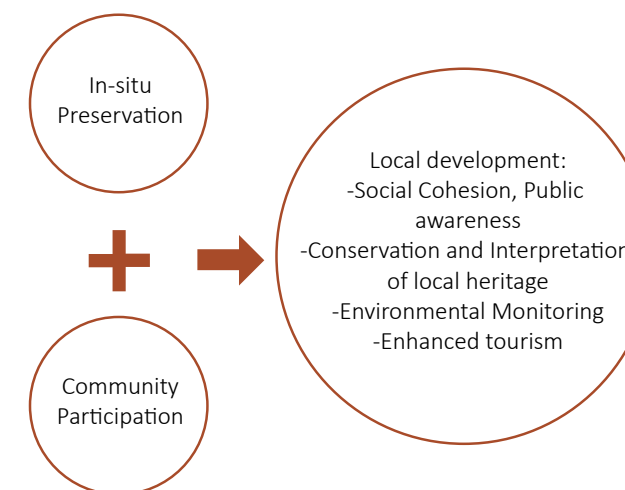 In-situ
Preservation
Community
Participation
Local development:
-Social Cohesion, Public
awareness
-Conservation and Interpretation
of local heritage
-Environmental Monitoring
-Enhanced tourism